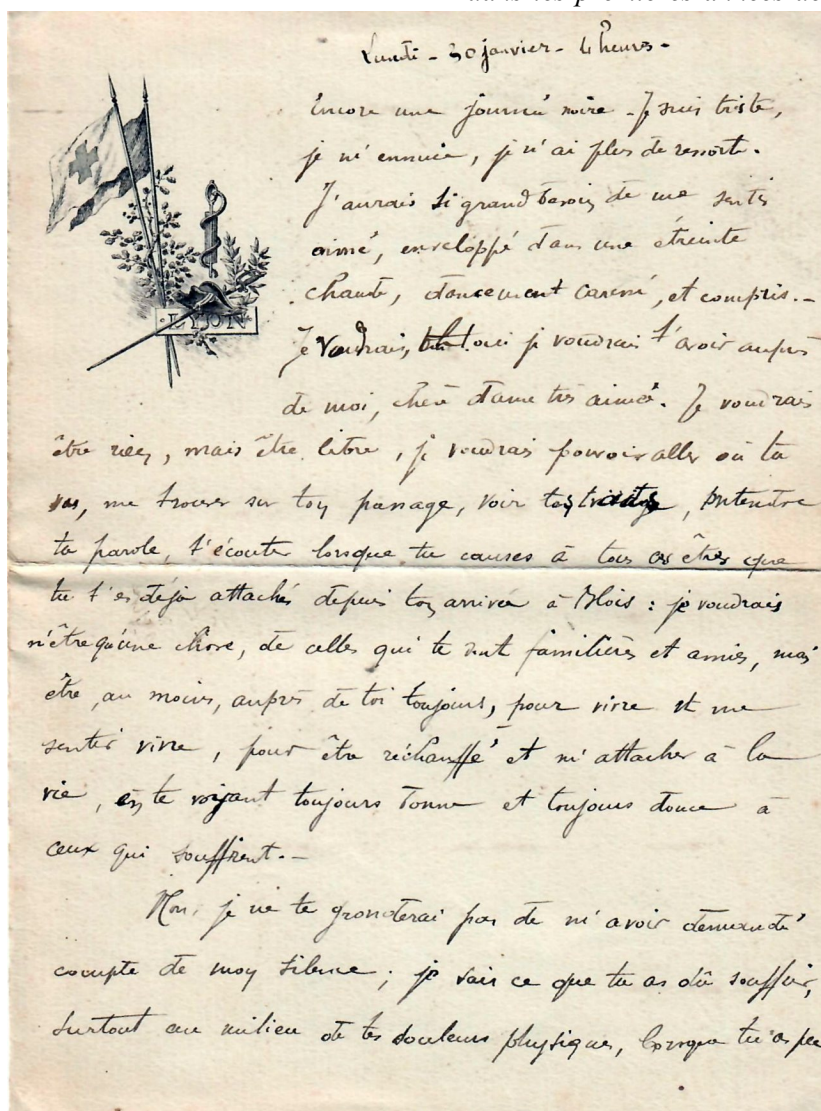 dans les premières années de
Lundi - 30 janvier - 4 heures -
Encore une journée noire - Je suis triste,
je m'ennuie, je n'ai plus de ressorts.
J'aurais si grand besoin de me sentir
aimé, enveloppé dans une étreinte
chaude, doucement caressé, et compris. -
LYON
Je voudrais, oui je voudrais t'avoir auprès
de moi, chère dame très aimée. Je voudrais
être rien, mais être libre, je voudrais pouvoir aller où tu
vas, me trouver sur ton passage, voir, entendre
ta parole, t'écouter lorsque tu causes à tous ces êtres que
tu t'es déjà attachés depuis ton arrivée à Blois : je voudrais
n'être qu'une chose, de celles qui te sont familières et amies, mais
être, au moins, auprès de toi toujours, pour vivre et me
sentir vivre, pour être réchauffé et m'attacher à la
vie, en te voyant toujours bonne et toujours douce à
ceux qui souffrent. -
Non, je ne te gronderai pas de m'avoir demandé
compte de mon silence ; je sais ce que tu as dû souffrir,
surtout au milieu de tes douleurs physiques, lorsque tu as peu